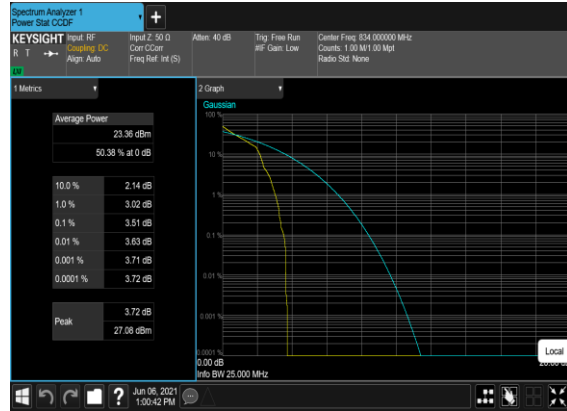 Spectrum Analyzer 1
Power Stat CCDF
+
KEYSIGHT
R T
LXI
Input: RF
Coupling: DC
Align: Auto
Input Z: 50 Ω
Corr CCorr
Freq Ref: Int (S)
Atten: 40 dB
Trig: Free Run
#IF Gain: Low
Center Freq: 834.000000 MHz
Counts: 1.00 M/1.00 Mpt
Radio Std: None
1 Metrics
Average Power
23.36 dBm
50.38 % at 0 dB
10.0 % 2.14 dB
1.0 % 3.02 dB
0.1 % 3.51 dB
0.01 % 3.63 dB
0.001 % 3.71 dB
0.0001 % 3.72 dB
Peak
3.72 dB
27.08 dBm
2 Graph
Gaussian
100 %
10 %
1 %
0.1 %
0.01 %
0.001 %
0.0001 %
0.00 dB
Info BW 25.000 MHz
Local
?
Jun 06, 2021
1:00:42 PM